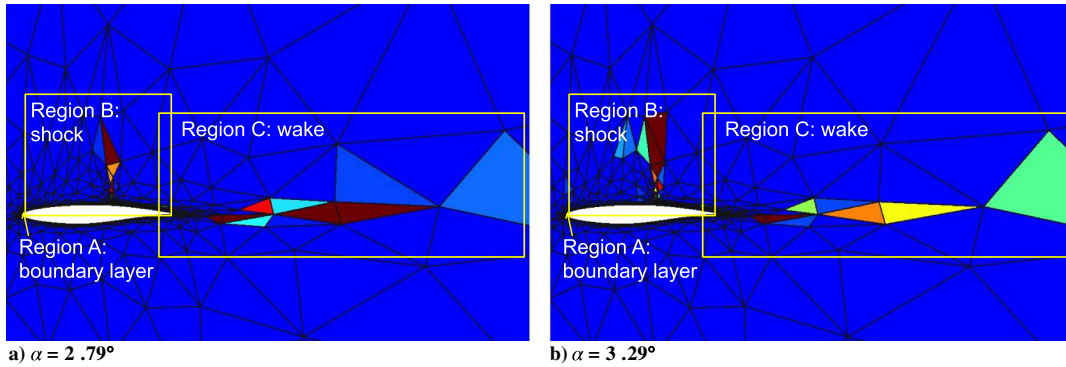 Region B:
shock
Region C: wake
Region A:
boundary layer
a) α = 2 .79°
Region B:
shock
Region C: wake
Region A:
boundary layer
b) α = 3 .29°